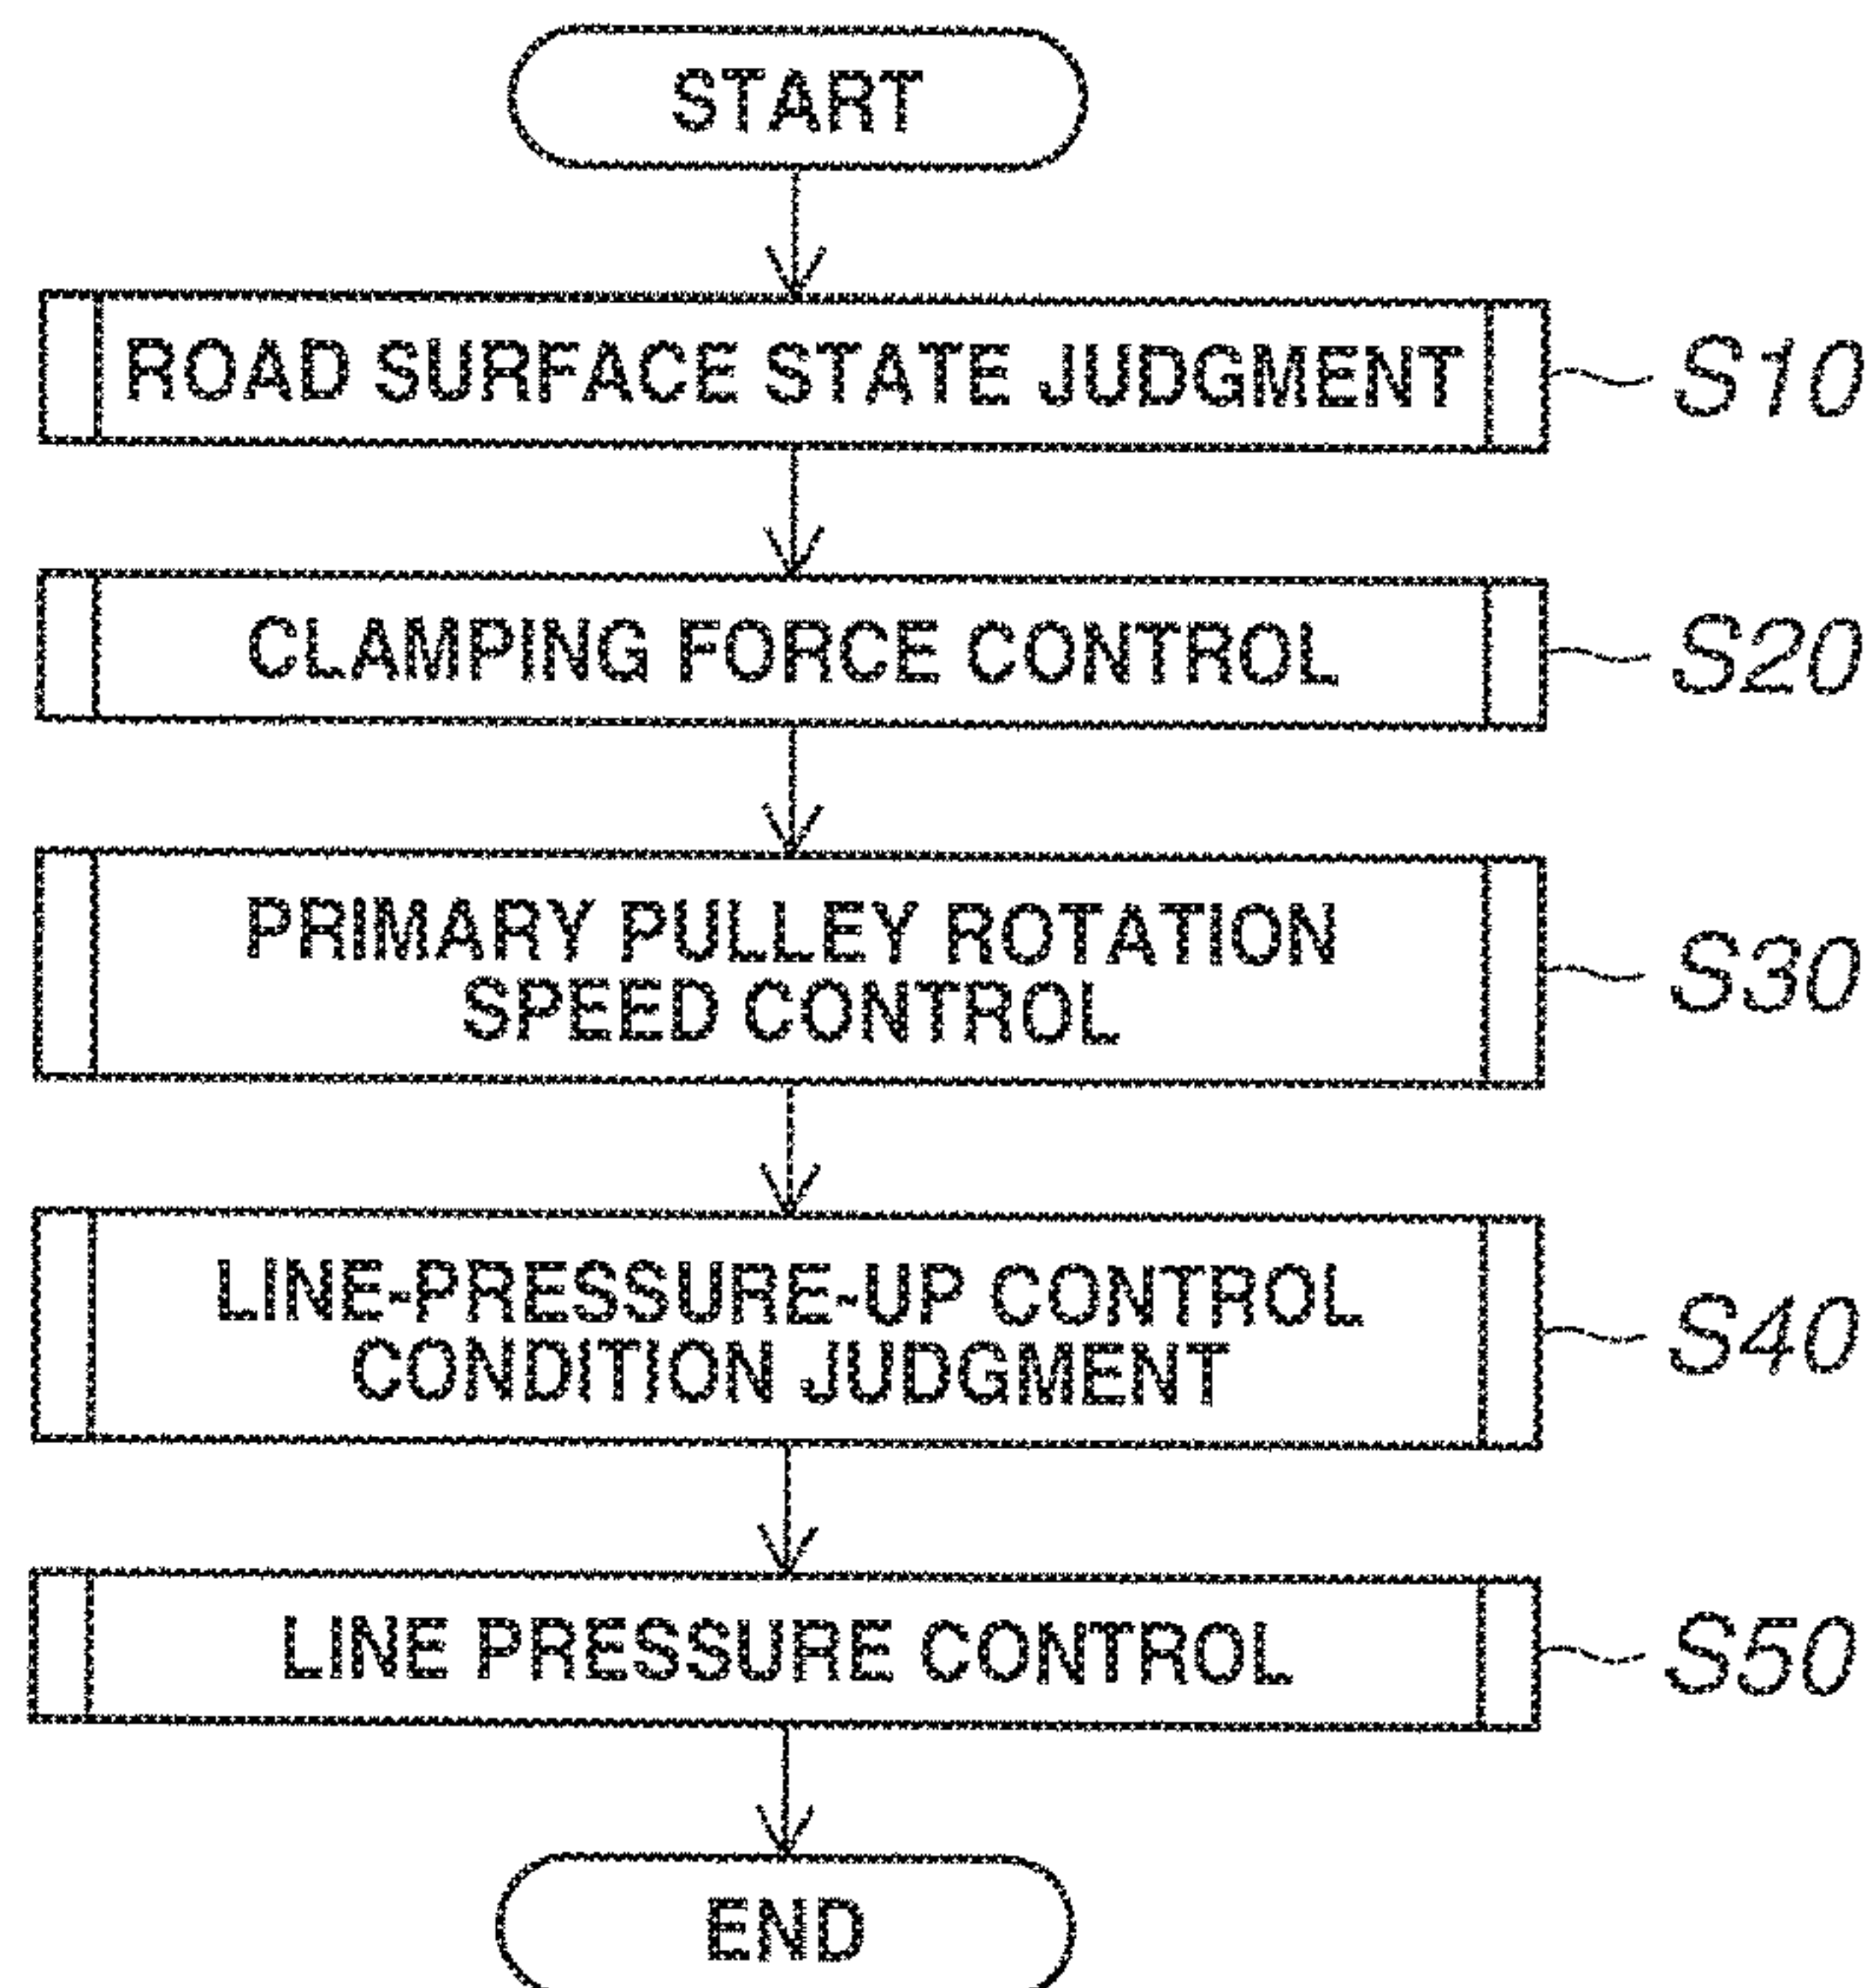 START
ROAD SURFACE STATE JUDGMENT
S10
CLAMPING FORCE CONTROL
S20
PRIMARY PULLEY ROTATION
SPEED CONTROL
S30
LINE-PRESSURE-UP CONTROL
CONDITION JUDGMENT
S40
LINE PRESSURE CONTROL
S50
END